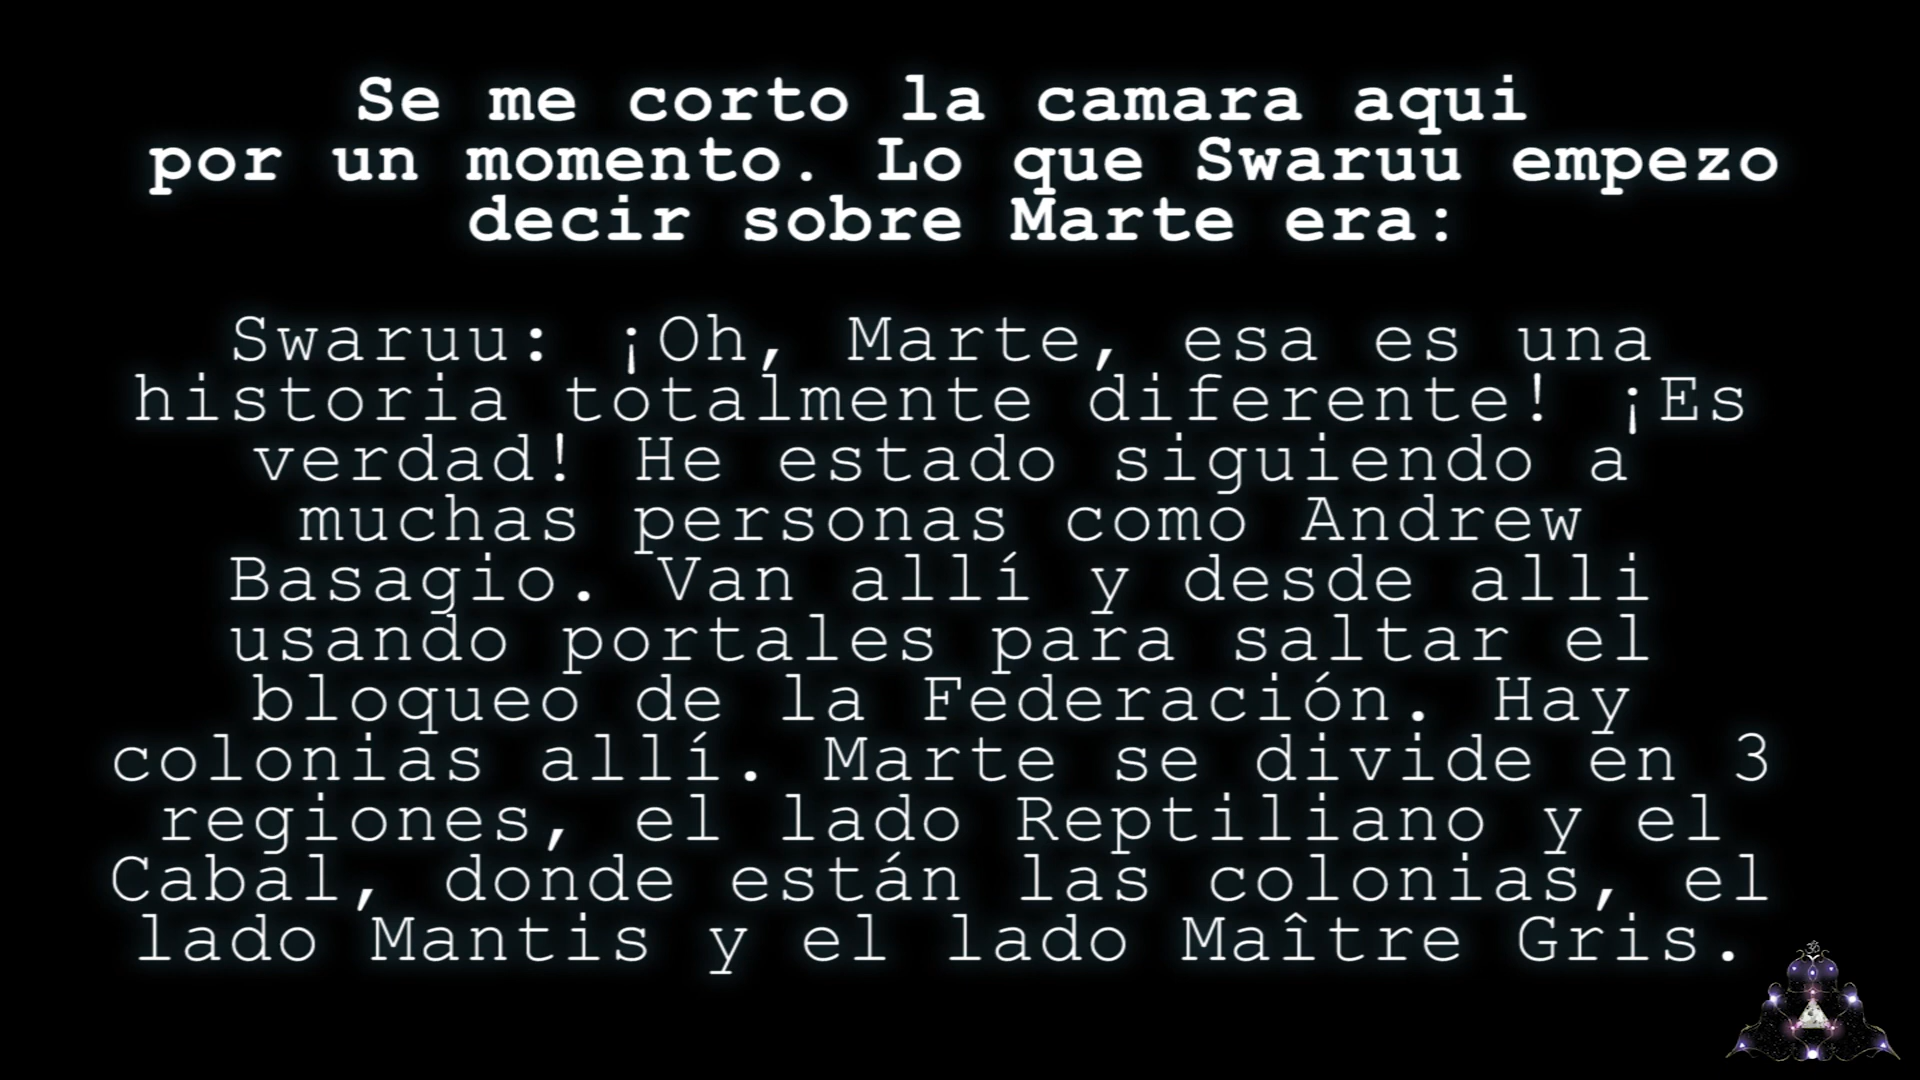 Se me corto la camara aqui
por un momento. Lo que Swaruu empezo
decir sobre Marte era:
Swaruu: ¡Oh, Marte, esa es una
historia totalmente diferente! ¡Es
verdad! He estado siguiendo a
muchas personas como Andrew
Basagio. Van allí y desde alli
usando portales para saltar el
bloqueo de la Federación. Hay
colonias allí. Marte se divide en 3
regiones, el lado Reptiliano y el
Cabal, donde están las colonias, el
lado Mantis y el lado Maître Gris.
ॐ